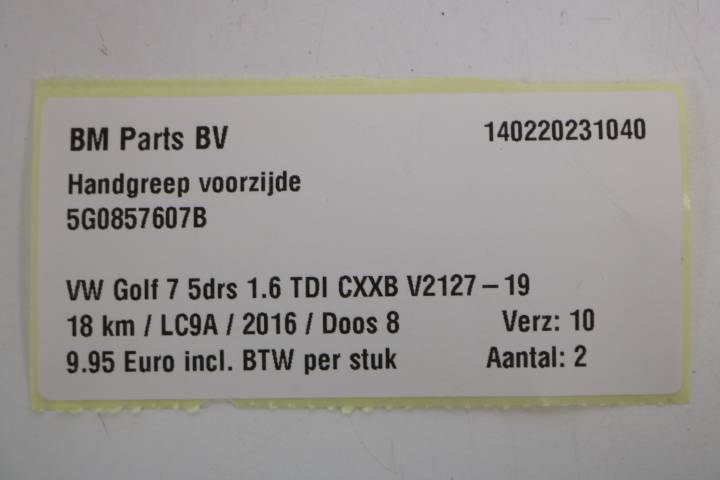 BM Parts BV 140220231040
Handgreep voorzijde
5G0857607B
VW Golf 7 5drs 1.6 TDI CXXB V2127-19
18 km / LC9A / 2016 / Doos 8 Verz: 10
9.95 Euro incl. BTW per stuk Aantal: 2